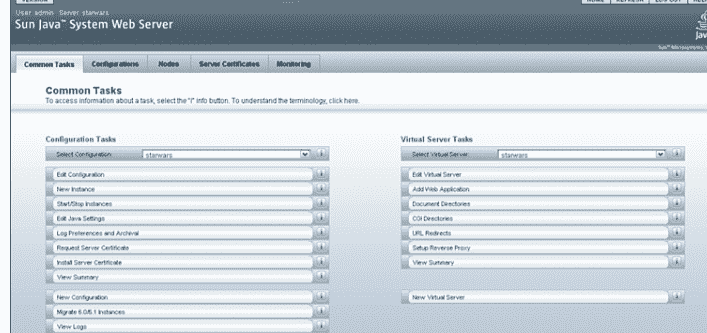 VERSION
HOME REFRESH LOG OUT
User: admin Server: starwars
Sun Java™ System Web Server
Java
Common Tasks Configurations Nodes Server Certificates Monitoring
Common Tasks
To access information about a task, select the "i" info button. To understand the terminology, click here.
Configuration Tasks
Select Configuration: starwars
Edit Configuration
New Instance
Start/Stop Instances
Edit Java Settings
Log Preferences and Archival
Request Server Certificate
Install Server Certificate
View Summary
New Configuration
Migrate 6.0/6.1 Instances
View Logs
Virtual Server Tasks
Select Virtual Server: starwars
Edit Virtual Server
Add Web Application
Document Directories
CGI Directories
URL Redirects
Setup Reverse Proxy
View Summary
New Virtual Server